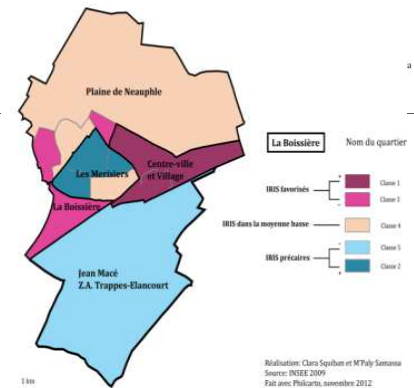 a
Plaine de Neauphle
Centre-ville
et Village
Les Merisiers
La Boissière
Jean Macé
Z.A. Trappes-Elancourt
1 km
La Boissière
Nom du quartier
IRIS favorisés
+
-
Classe 1
Classe 3
IRIS dans la moyenne basse
Classe 4
IRIS précaires
-
+
Classe 5
Classe 2
Réalisation: Clara Squiban et M'Paly Samassa
Source: INSEE 2009
Fait avec Philcarto, novembre 2012